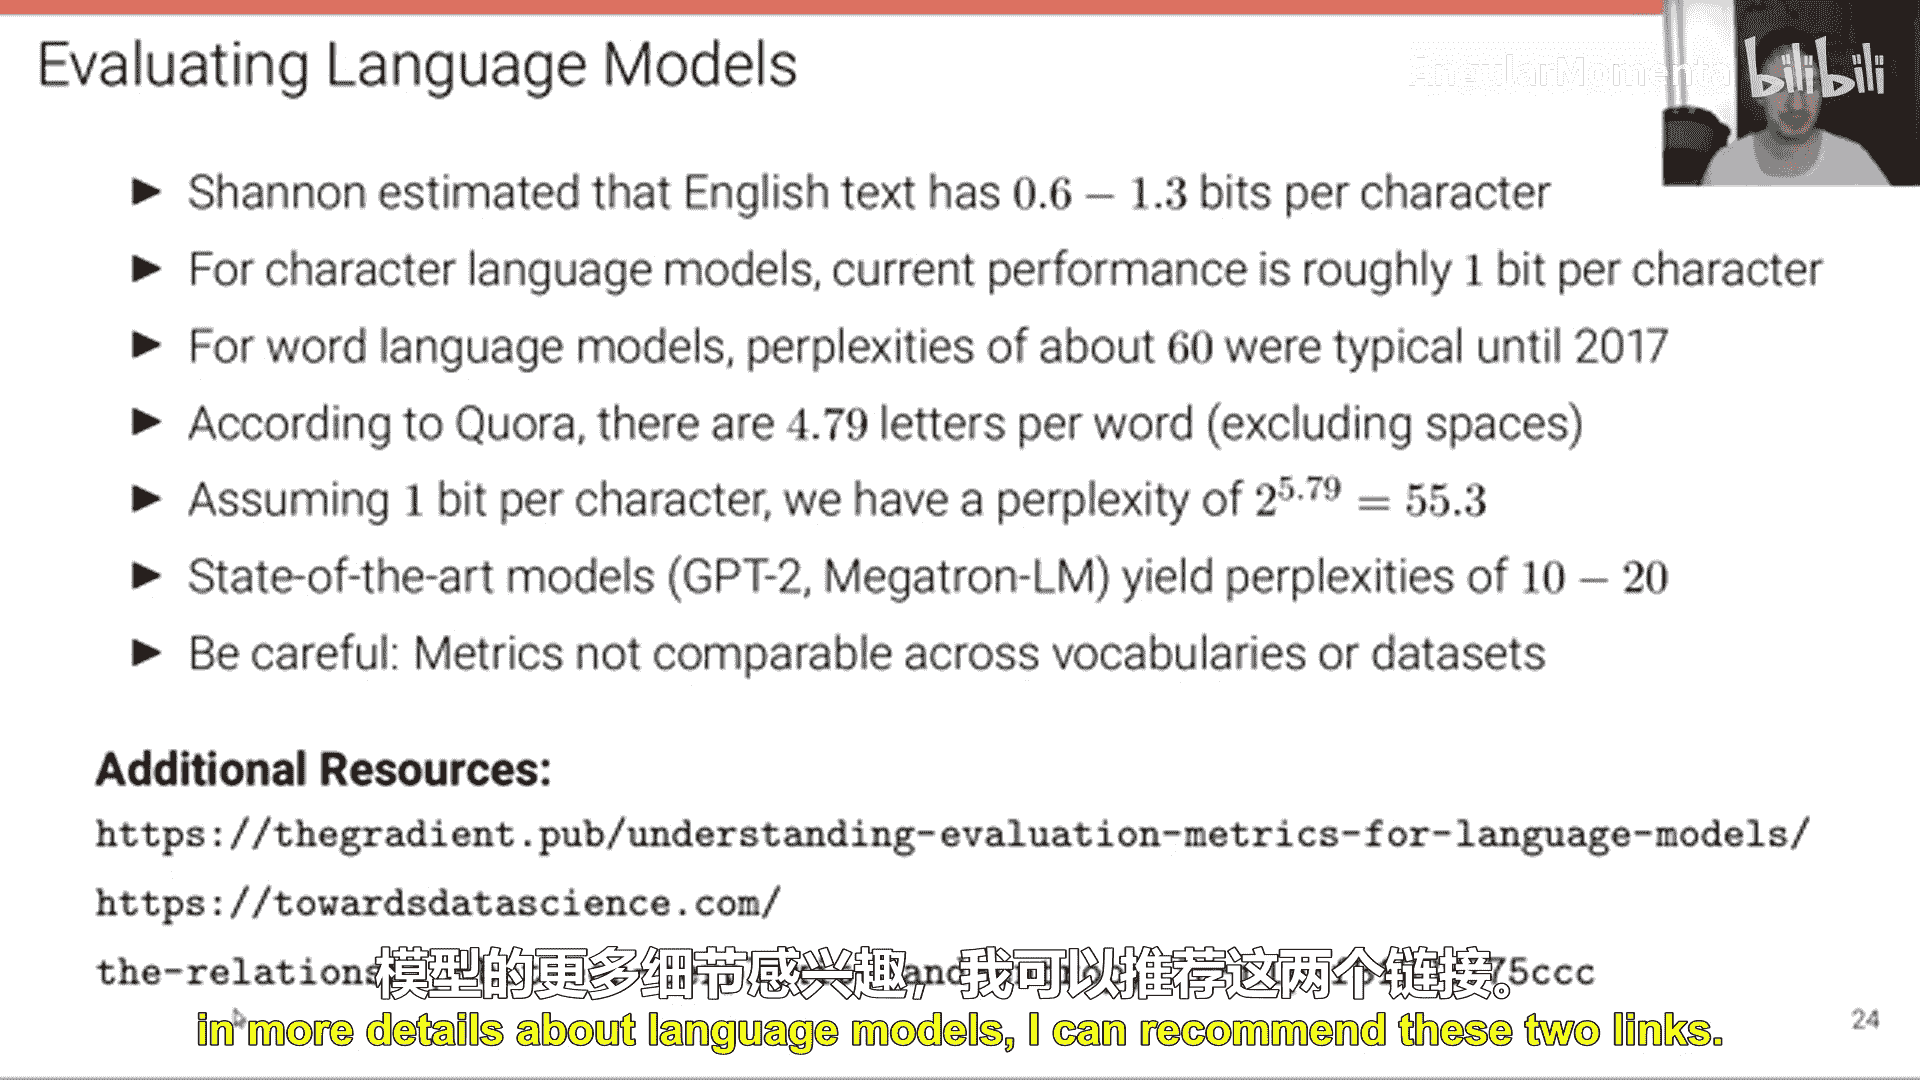 Evaluating Language Models
AngularMomenta
bilibili
► Shannon estimated that English text has 0.6 – 1.3 bits per character
► For character language models, current performance is roughly 1 bit per character
► For word language models, perplexities of about 60 were typical until 2017
► According to Quora, there are 4.79 letters per word (excluding spaces)
► Assuming 1 bit per character, we have a perplexity of 2^5.79 = 55.3
► State-of-the-art models (GPT-2, Megatron-LM) yield perplexities of 10 – 20
► Be careful: Metrics not comparable across vocabularies or datasets
Additional Resources:
https://thegradient.pub/understanding-evaluation-metrics-for-language-models/
https://towardsdatascience.com/
the-relations
75ccc
模型的更多细节感兴趣，我可以推荐这两个链接。
in more details about language models, I can recommend these two links.
24